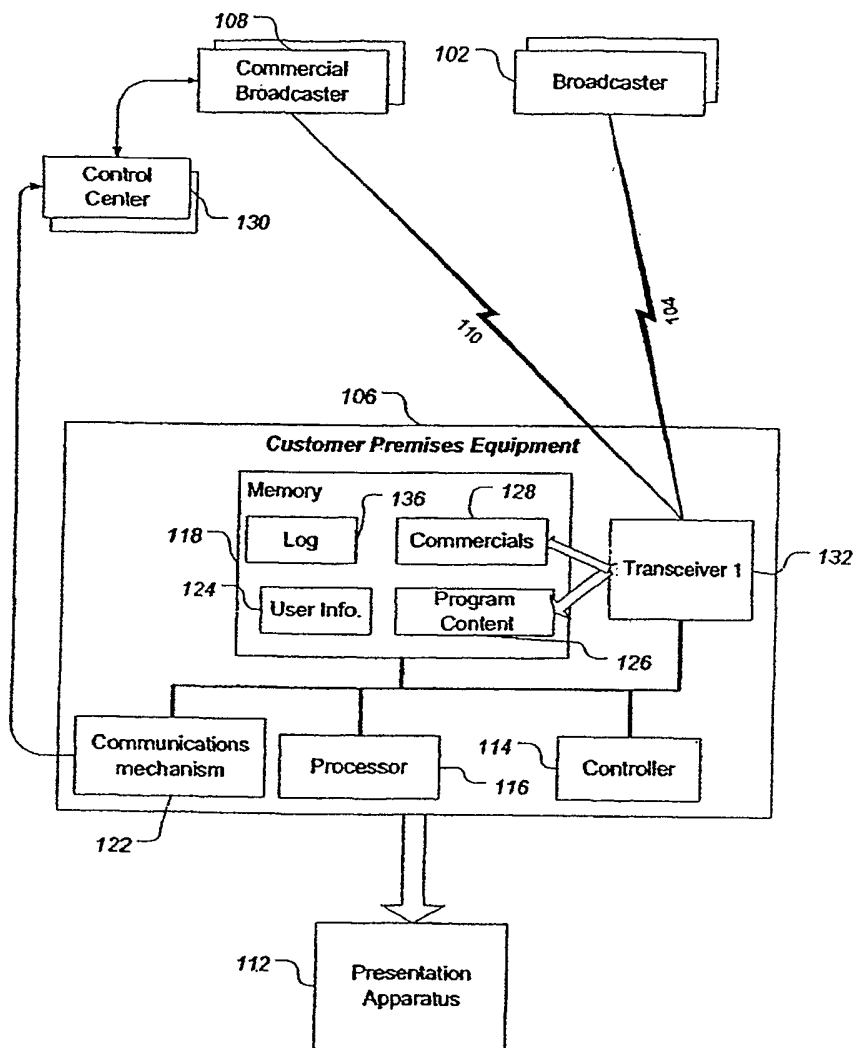 108
Commercial
Broadcaster
102
Broadcaster
Control
Center
130
110
104
106
Customer Premises Equipment
Memory
136
128
118
Log
Commercials
Transceiver 1
132
124
User Info.
Program
Content
126
Communications
mechanism
Processor
116
114
Controller
122
112
Presentation
Apparatus